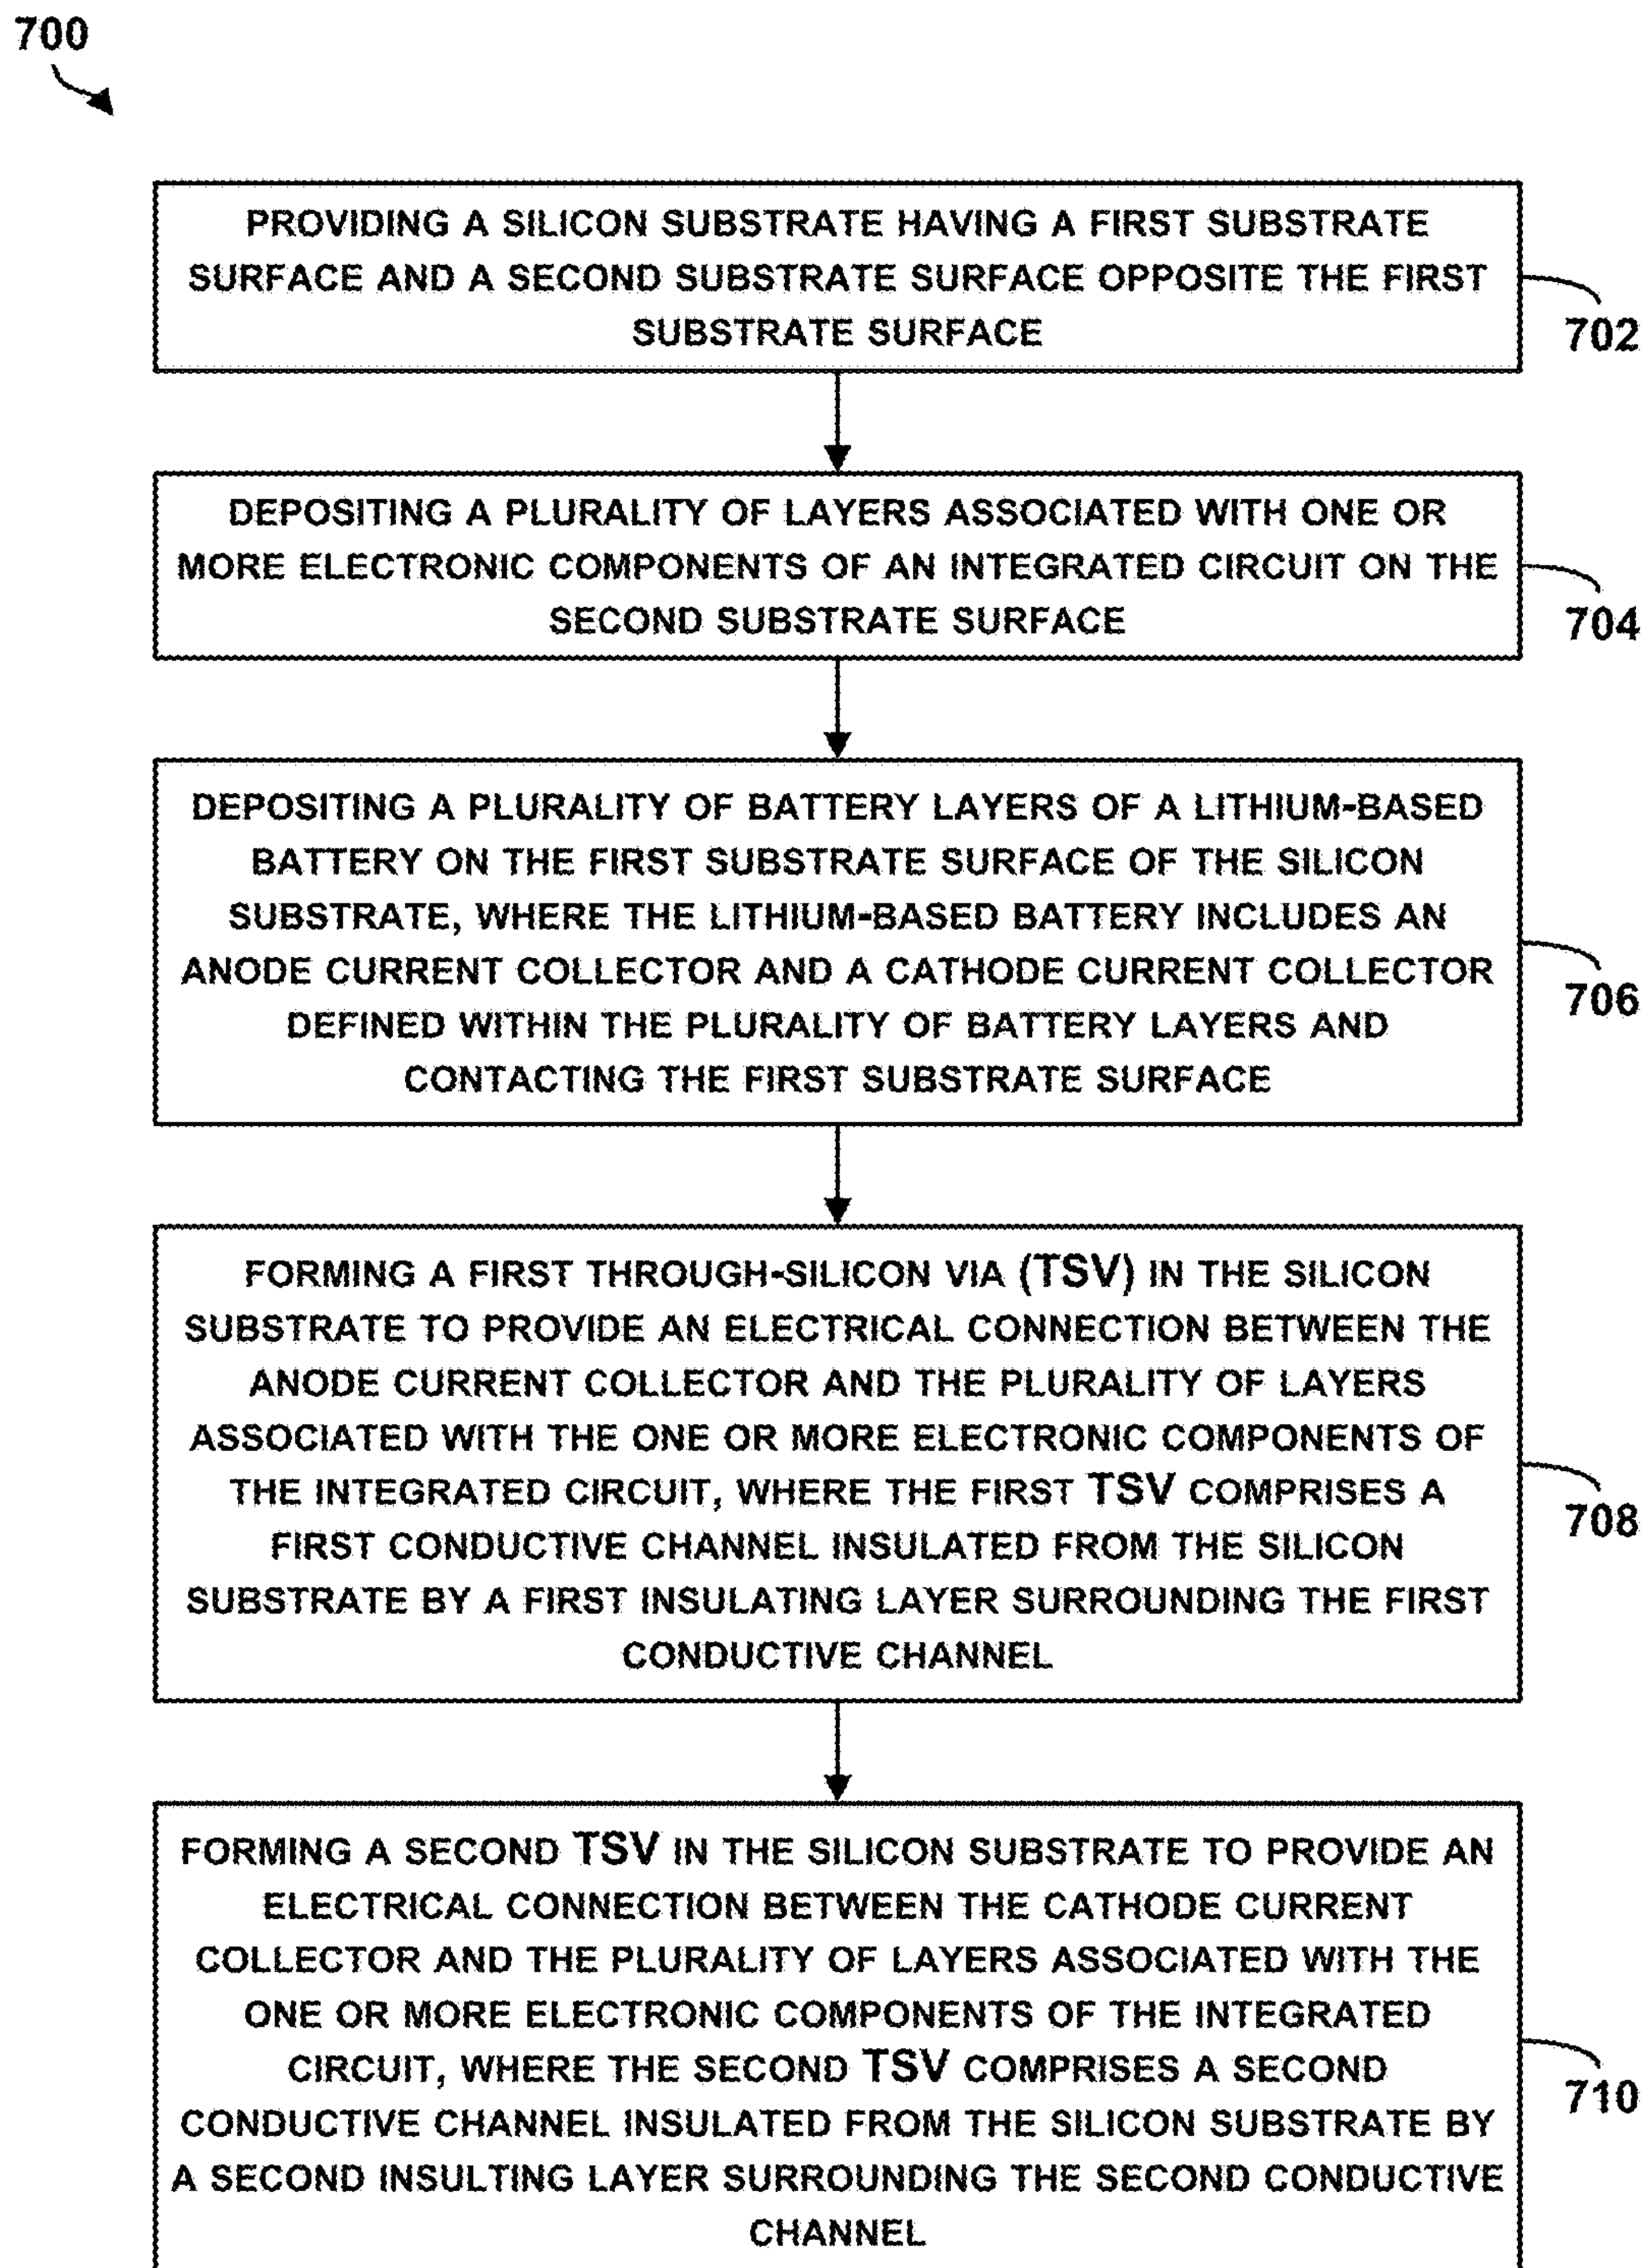 700
PROVIDING A SILICON SUBSTRATE HAVING A FIRST SUBSTRATE
SURFACE AND A SECOND SUBSTRATE SURFACE OPPOSITE THE FIRST
SUBSTRATE SURFACE
702
DEPOSITING A PLURALITY OF LAYERS ASSOCIATED WITH ONE OR
MORE ELECTRONIC COMPONENTS OF AN INTEGRATED CIRCUIT ON THE
SECOND SUBSTRATE SURFACE
704
DEPOSITING A PLURALITY OF BATTERY LAYERS OF A LITHIUM-BASED
BATTERY ON THE FIRST SUBSTRATE SURFACE OF THE SILICON
SUBSTRATE, WHERE THE LITHIUM-BASED BATTERY INCLUDES AN
ANODE CURRENT COLLECTOR AND A CATHODE CURRENT COLLECTOR
DEFINED WITHIN THE PLURALITY OF BATTERY LAYERS AND
CONTACTING THE FIRST SUBSTRATE SURFACE
706
FORMING A FIRST THROUGH-SILICON VIA (TSV) IN THE SILICON
SUBSTRATE TO PROVIDE AN ELECTRICAL CONNECTION BETWEEN THE
ANODE CURRENT COLLECTOR AND THE PLURALITY OF LAYERS
ASSOCIATED WITH THE ONE OR MORE ELECTRONIC COMPONENTS OF
THE INTEGRATED CIRCUIT, WHERE THE FIRST TSV COMPRISES A
FIRST CONDUCTIVE CHANNEL INSULATED FROM THE SILICON
SUBSTRATE BY A FIRST INSULATING LAYER SURROUNDING THE FIRST
CONDUCTIVE CHANNEL
708
FORMING A SECOND TSV IN THE SILICON SUBSTRATE TO PROVIDE AN
ELECTRICAL CONNECTION BETWEEN THE CATHODE CURRENT
COLLECTOR AND THE PLURALITY OF LAYERS ASSOCIATED WITH THE
ONE OR MORE ELECTRONIC COMPONENTS OF THE INTEGRATED
CIRCUIT, WHERE THE SECOND TSV COMPRISES A SECOND
CONDUCTIVE CHANNEL INSULATED FROM THE SILICON SUBSTRATE BY
A SECOND INSULTING LAYER SURROUNDING THE SECOND CONDUCTIVE
CHANNEL
710